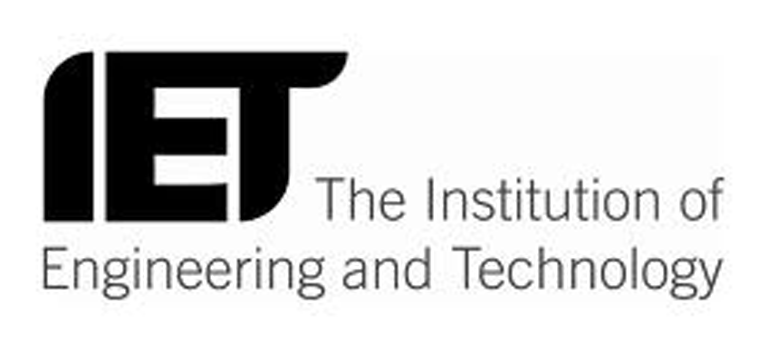 IET The Institution of
Engineering and Technology